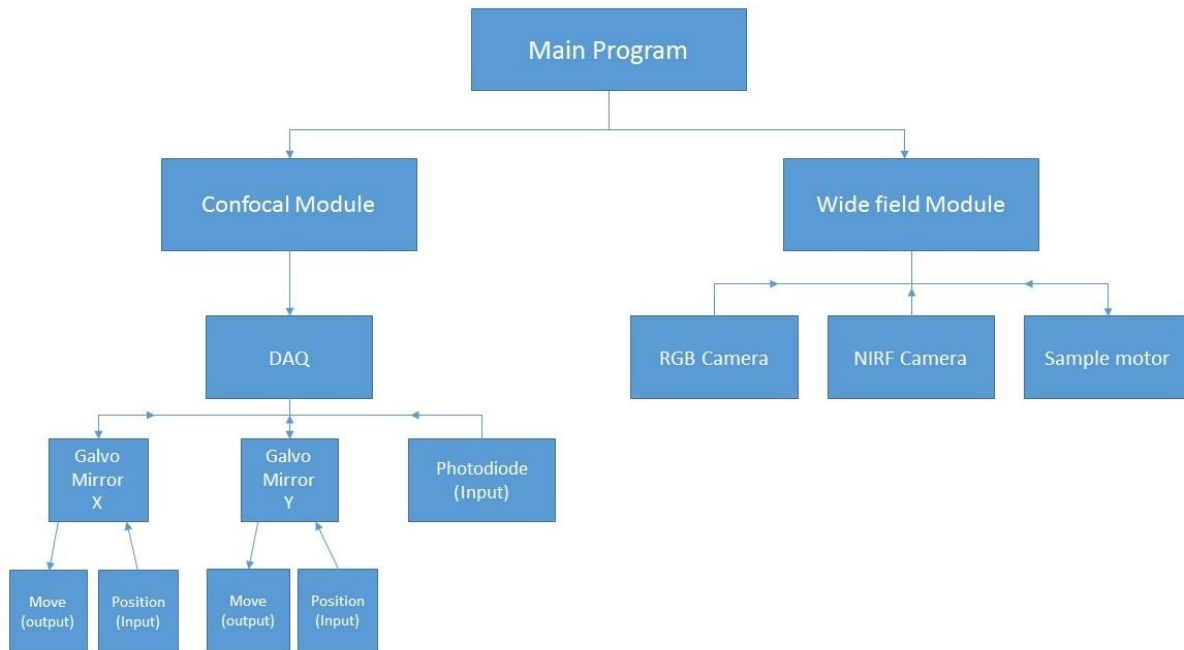 Main Program
Confocal Module
Wide field Module
DAQ
RGB Camera
NIRF Camera
Sample motor
Galvo
Mirror
X
Galvo
Mirror
Y
Photodiode
(Input)
Move
(output)
Position
(Input)
Move
(output)
Position
(Input)